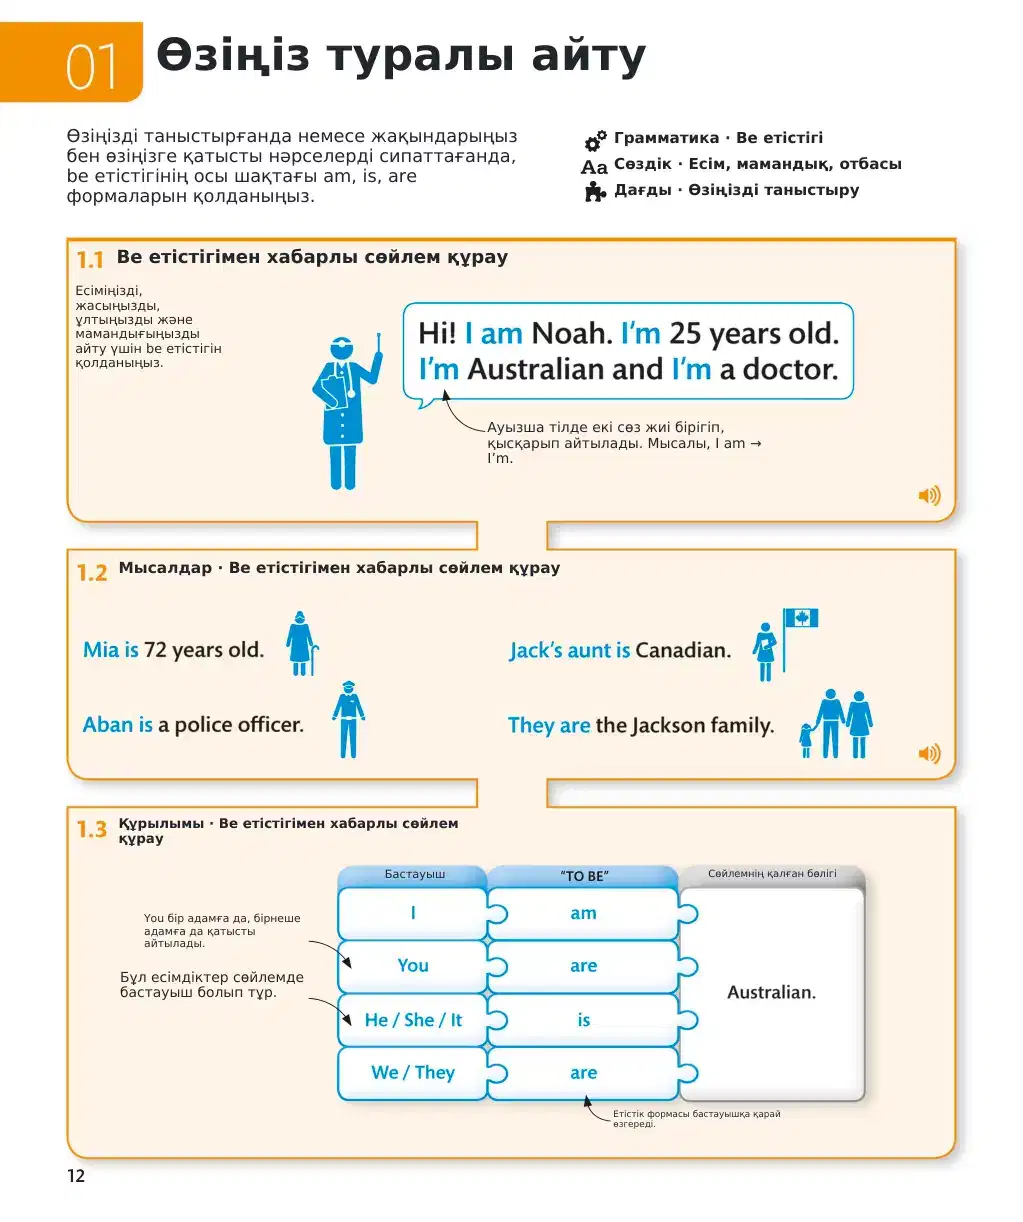 01
Өзіңіз туралы айту
Өзіңізді таныстырғанда немесе жақындарыңыз
бен өзіңізге қатысты нәрселерді сипаттағанда,
be етістігінің осы шақтағы am, is, are
формаларын қолданыңыз.
Грамматика · Be етістігі
Aa Сөздік · Есім, мамандық, отбасы
Дағды · Өзіңізді таныстыру
1.1 Be етістігімен хабарлы сөйлем құрау
Есіміңізді,
жасыңызды,
ұлтыңызды және
мамандығыңызды
айту үшін be етістігін
қолданыңыз.
Hi! I am Noah. I’m 25 years old.
I’m Australian and I’m a doctor.
Ауызша тілде екі сөз жиі бірігіп,
қысқарып айтылады. Мысалы, I am →
I’m.
1.2 Мысалдар · Be етістігімен хабарлы сөйлем құрау
Mia is 72 years old.
Jack’s aunt is Canadian.
Aban is a police officer.
They are the Jackson family.
1.3 Құрылымы · Be етістігімен хабарлы сөйлем
құрау
Бастауыш
“TO BE”
Сөйлемнің қалған бөлігі
I am
You бір адамға да, бірнеше
адамға да қатысты
айтылады.
You are
Бұл есімдіктер сөйлемде
бастауыш болып тұр.
Australian.
He / She / It is
We / They are
Етістік формасы бастауышқа қарай
өзгереді.
12